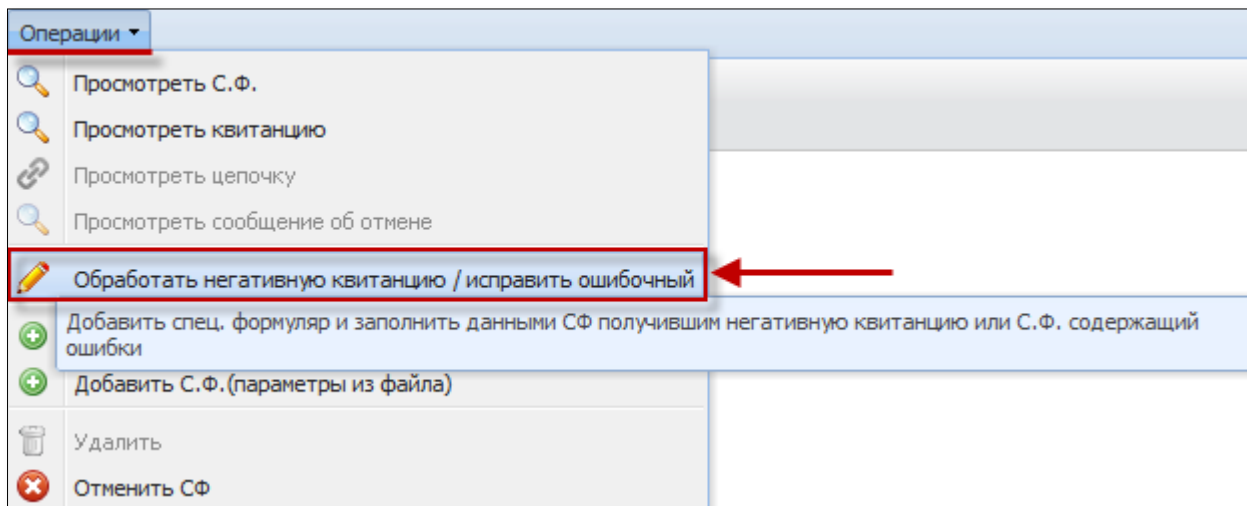 Операции
Просмотреть С.Ф.
Просмотреть квитанцию
Просмотреть цепочку
Просмотреть сообщение об отмене
Обработать негативную квитанцию / исправить ошибочный
Добавить спец. формуляр и заполнить данными СФ получившим негативную квитанцию или С.Ф. содержащий
ошибки
Добавить С.Ф.(параметры из файла)
Удалить
Отменить СФ